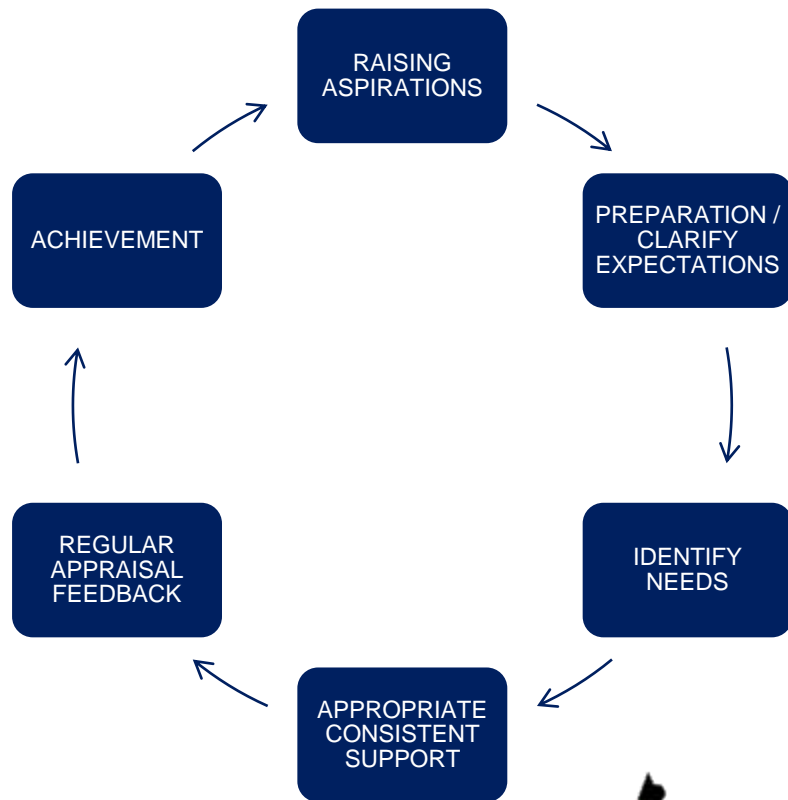 RAISING
ASPIRATIONS
PREPARATION /
CLARIFY
EXPECTATIONS
IDENTIFY
NEEDS
APPROPRIATE
CONSISTENT
SUPPORT
REGULAR
APPRAISAL
FEEDBACK
ACHIEVEMENT